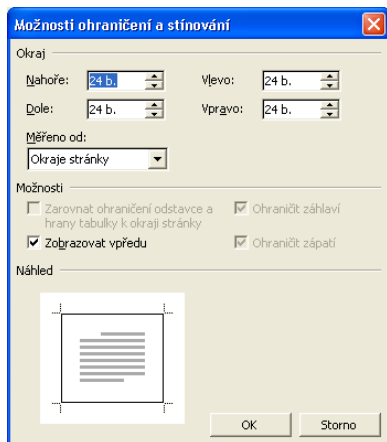 Možnosti ohraničení a stínování
Okraj
Nahoře: 24 b. Vlevo: 24 b.
Dole: 24 b. Vpravo: 24 b.
Měřeno od:
Okraje stránky
Možnosti
Zarovnat ohraničení odstavce a Ohraničit záhlaví
hrany tabulky k okraji stránky
Zobrazovat vpředu Ohraničit zápatí
Náhled
OK Storno